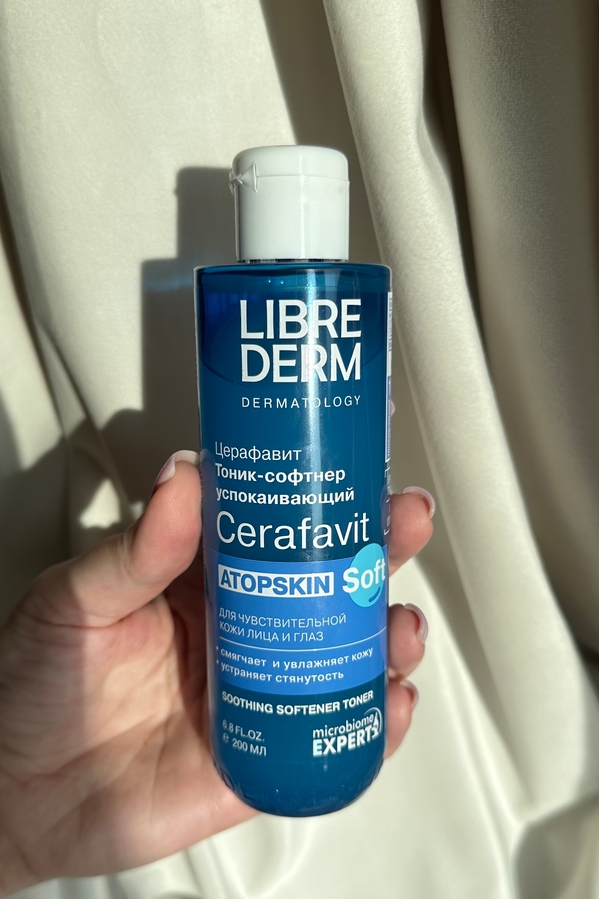 LIBRE
DERM
DERMATOLOGY
Церафавит
Тоник-софтнер
успокаивающий
Cerafavit
ATOPSKIN Soft
ДЛЯ ЧУВСТВИТЕЛЬНОЙ
КОЖИ ЛИЦА И ГЛАЗ
• смягчает и увлажняет кожу
• устраняет стянутость
SOOTHING SOFTENER TONER
6.8 FL.OZ.
℮ 200 МЛ
microbiome
EXPERT